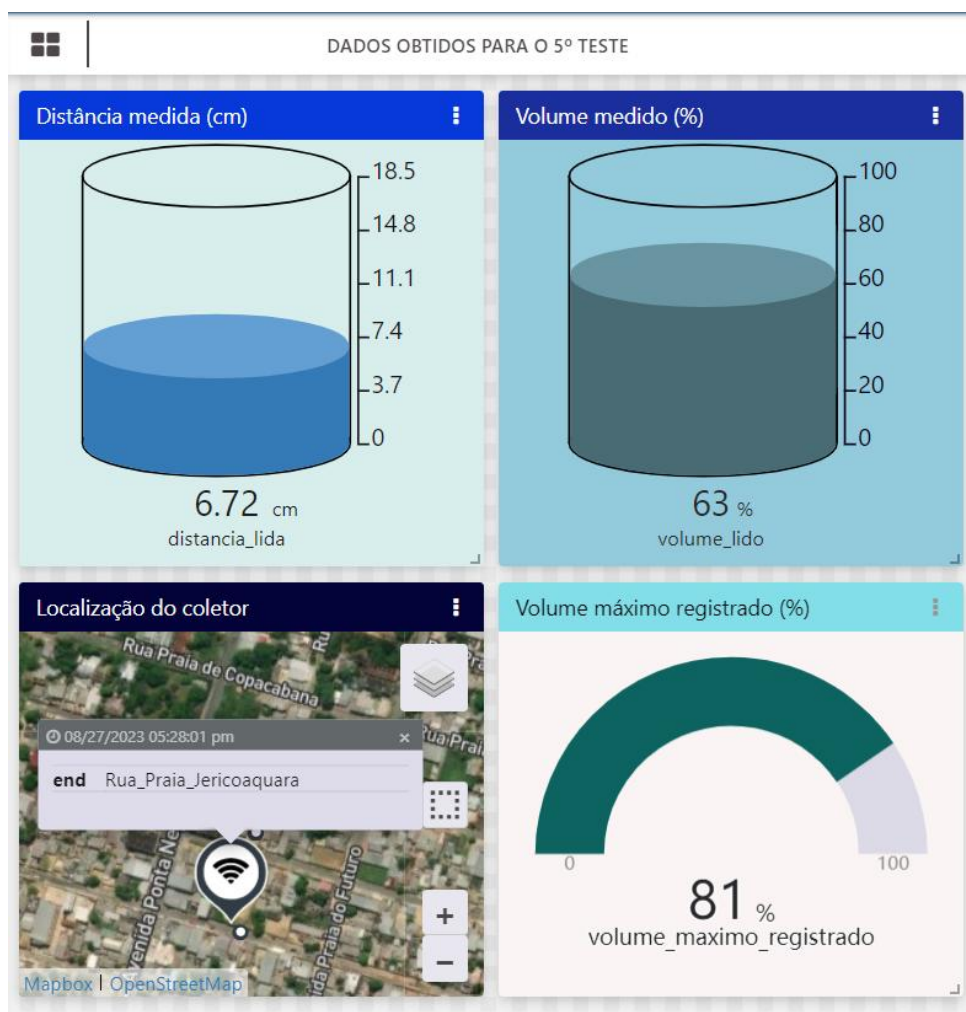 DADOS OBTIDOS PARA O 5º TESTE
Distância medida (cm)
18.5
14.8
11.1
7.4
3.7
0
6.72 cm
distancia_lida
Volume medido (%)
100
80
60
40
20
0
63 %
volume_lido
Localização do coletor
Rua Praia de Copacabana
Ru
Rua Prai
08/27/2023 05:28:01 pm ×
end Rua_Praia_Jericoaquara
Avenida Ponta Ne
ida Praia do Futuro
+
−
Mapbox | OpenStreetMap
Volume máximo registrado (%)
0
100
81 %
volume_maximo_registrado